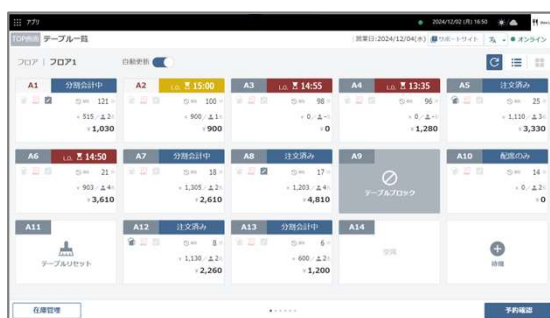 アプリ 2024/12/02 (月) 16:50
TOP画面 テーブル一覧 営業日:2024/12/04(水) サポートサイト オンライン
フロア | フロア1 自動更新
A1 分割会計中 A2 L.O. 15:00 A3 L.O. 14:55 A4 L.O. 13:35 A5 注文済み
121 100 98 96 25
515 / 2 900 / 1 0 / 0 / 1,110 / 3
1,030 900 0 1,280 3,330
A6 L.O. 14:50 A7 分割会計中 A8 注文済み A9 A10 配席のみ
21 18 17 テーブルブロック 14
903 / 4 1,305 / 2 1,203 / 4 0 / 2
3,610 2,610 4,810 0
A11 A12 注文済み A13 分割会計中 A14
テーブルリセット 8 6 空席 待機
1,130 / 2 600 / 2
2,260 1,200
在庫管理 予約確認